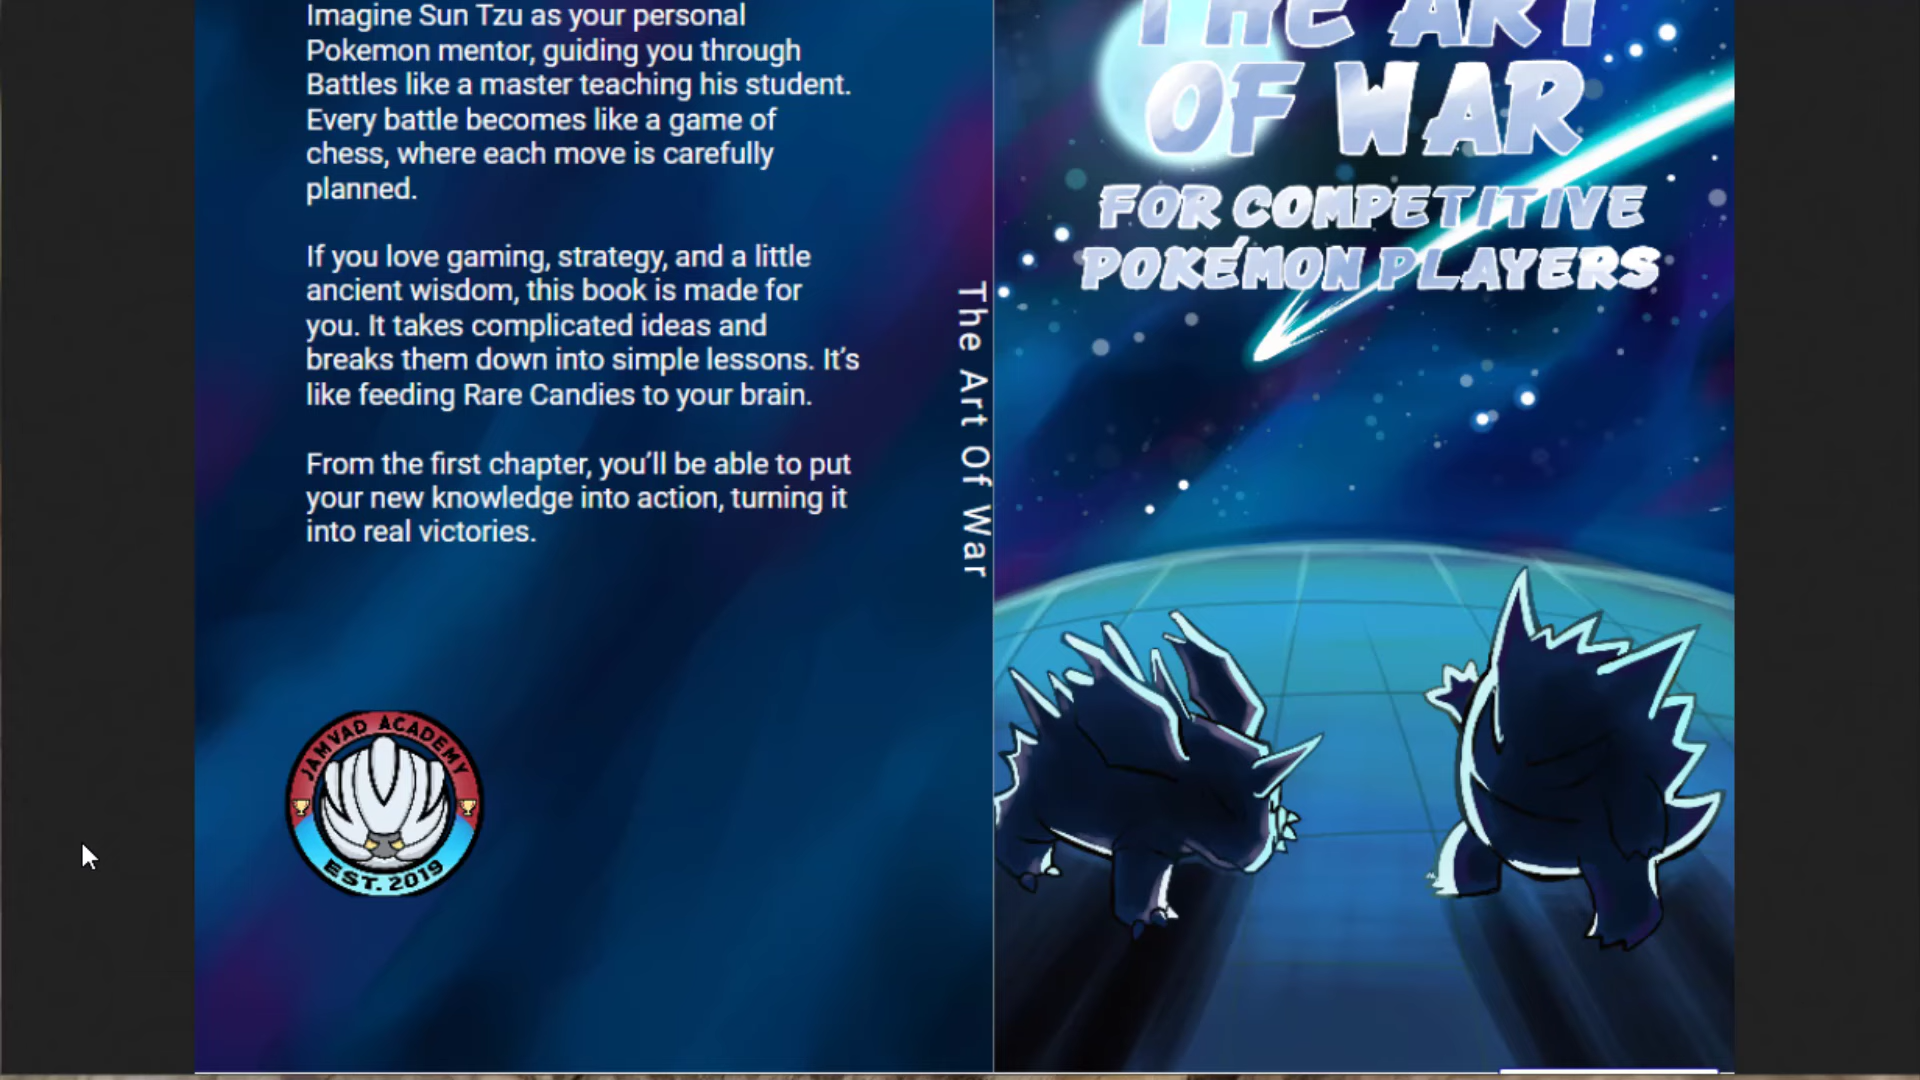 Imagine Sun Tzu as your personal
Pokemon mentor, guiding you through
Battles like a master teaching his student.
Every battle becomes like a game of
chess, where each move is carefully
planned.
If you love gaming, strategy, and a little
ancient wisdom, this book is made for
you. It takes complicated ideas and
breaks them down into simple lessons. It’s
like feeding Rare Candies to your brain.
From the first chapter, you’ll be able to put
your new knowledge into action, turning it
into real victories.
JAMVAD ACADEMY
EST. 2019
The Art Of War
THE ART
OF WAR
FOR COMPETITIVE
POKÉMON PLAYERS